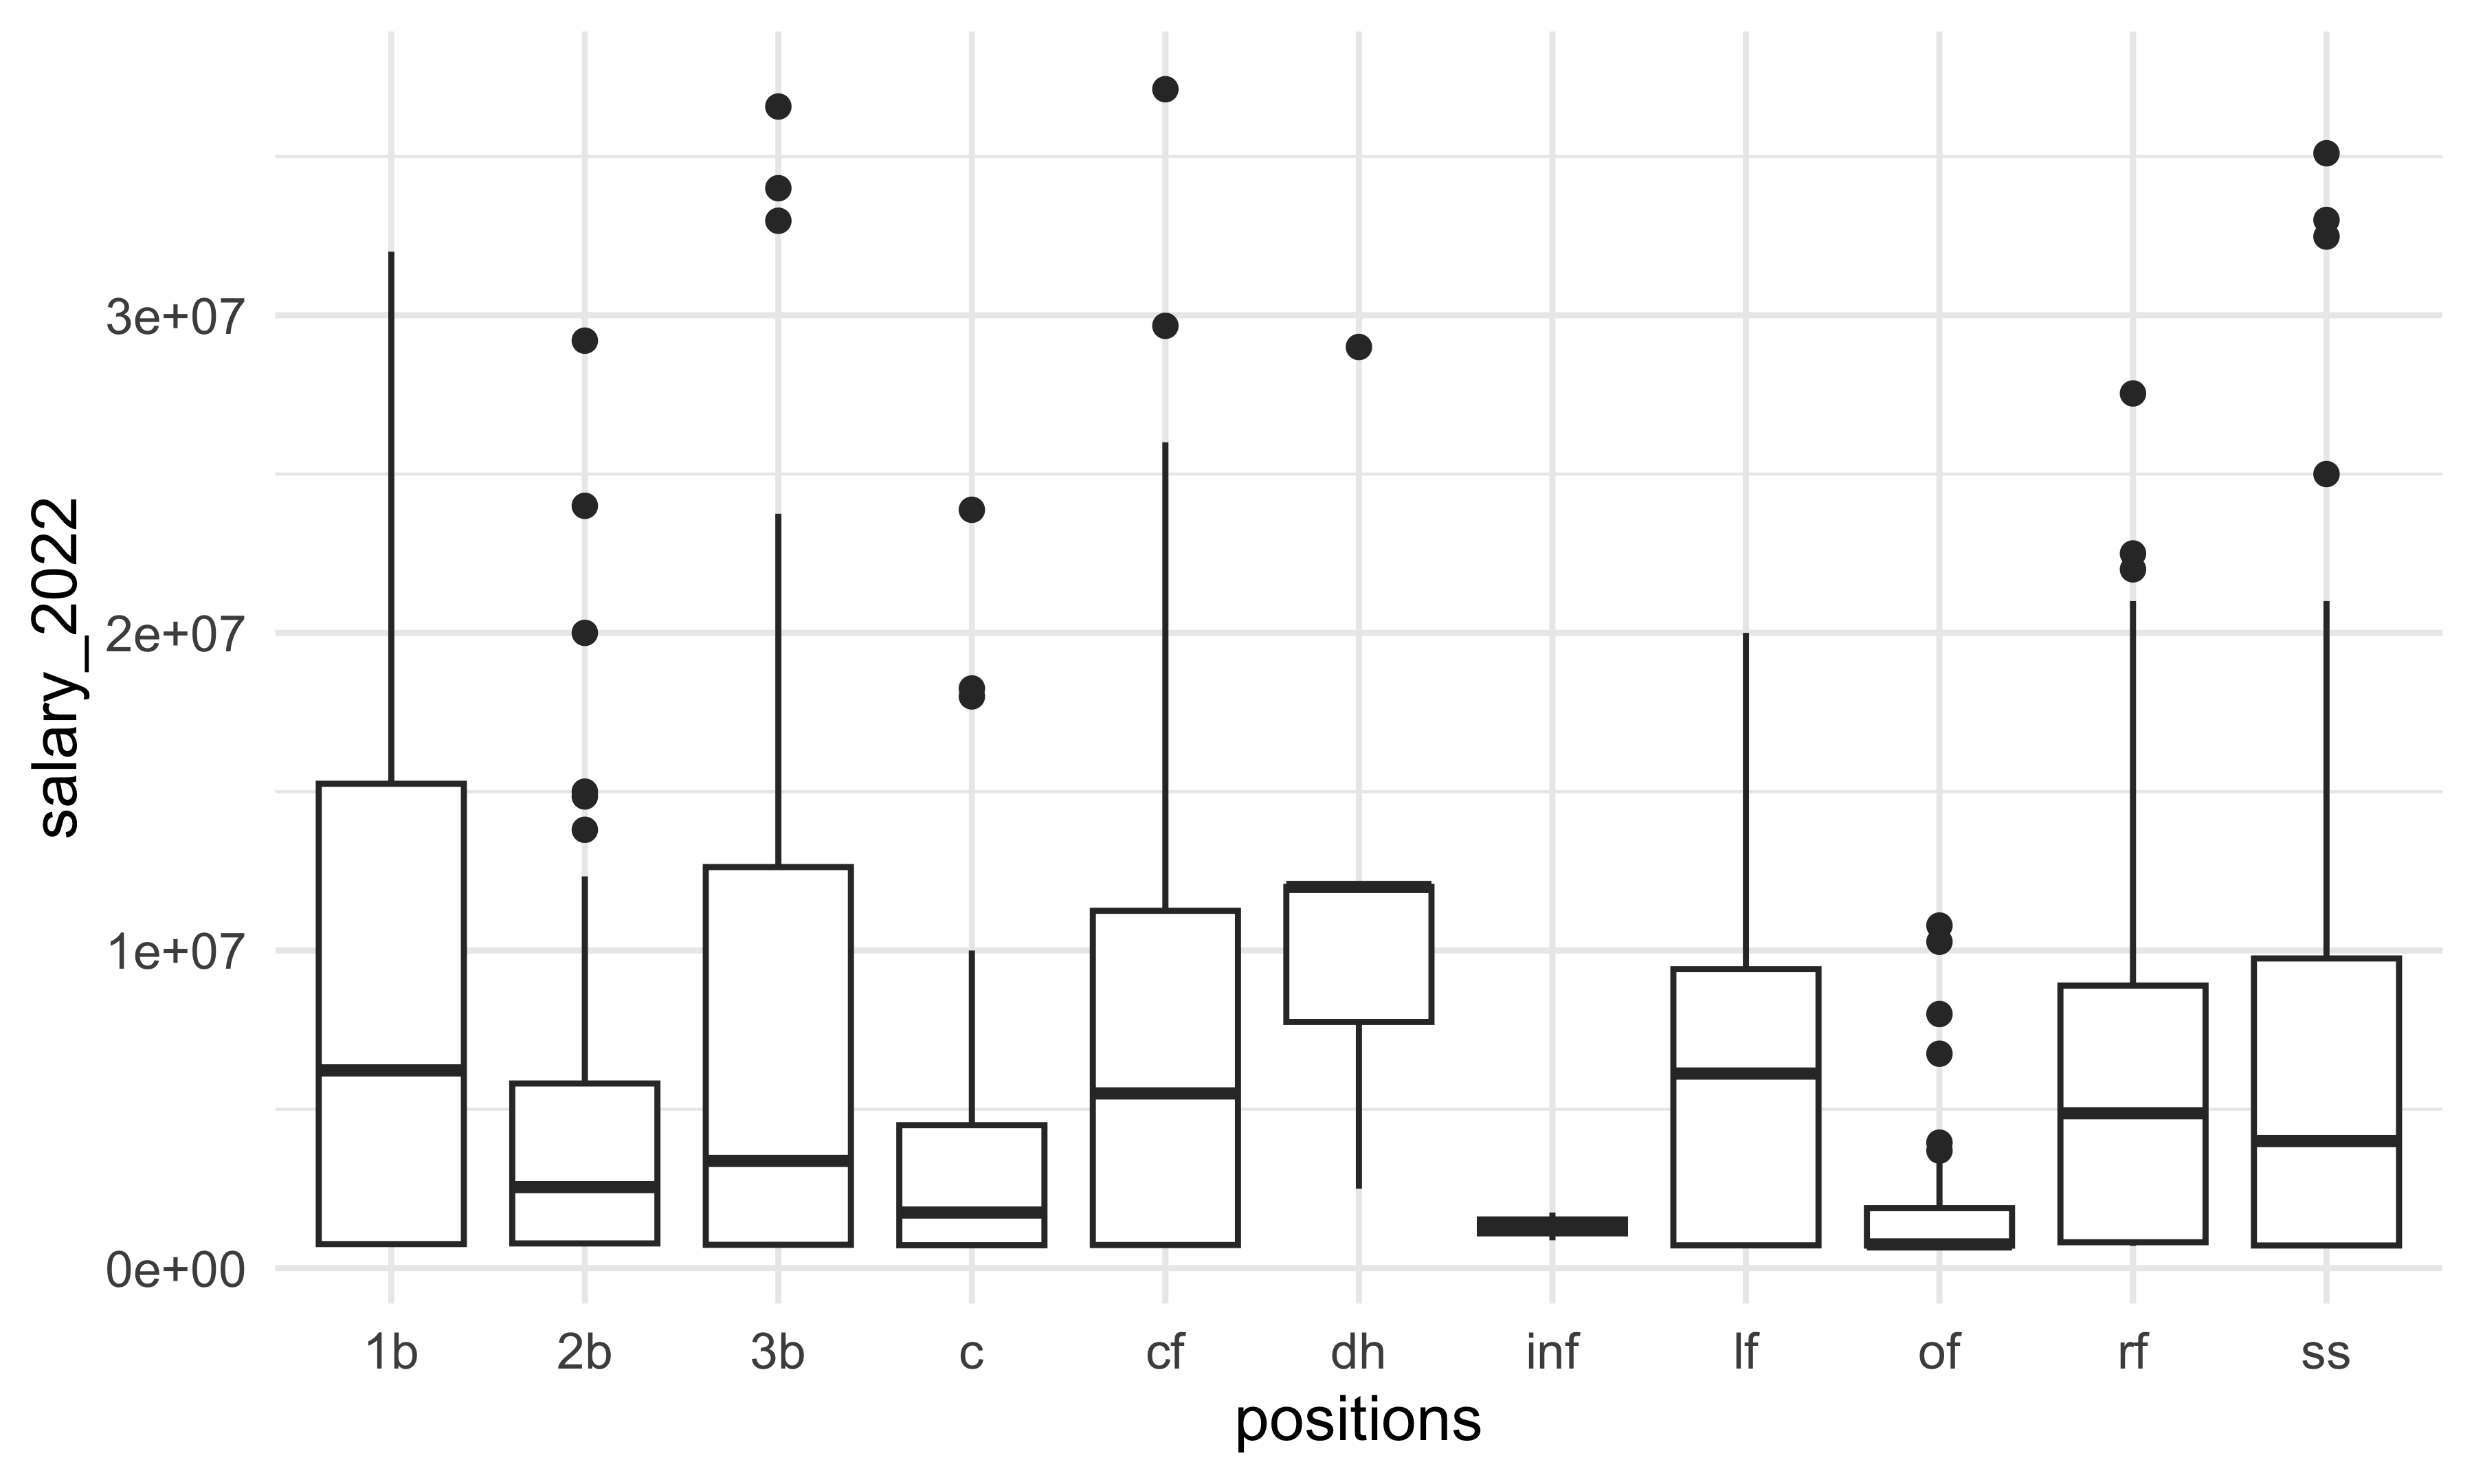 salary_2022
3e+07
2e+07
1e+07
0e+00
1b 2b 3b c cf dh inf lf of rf ss
positions